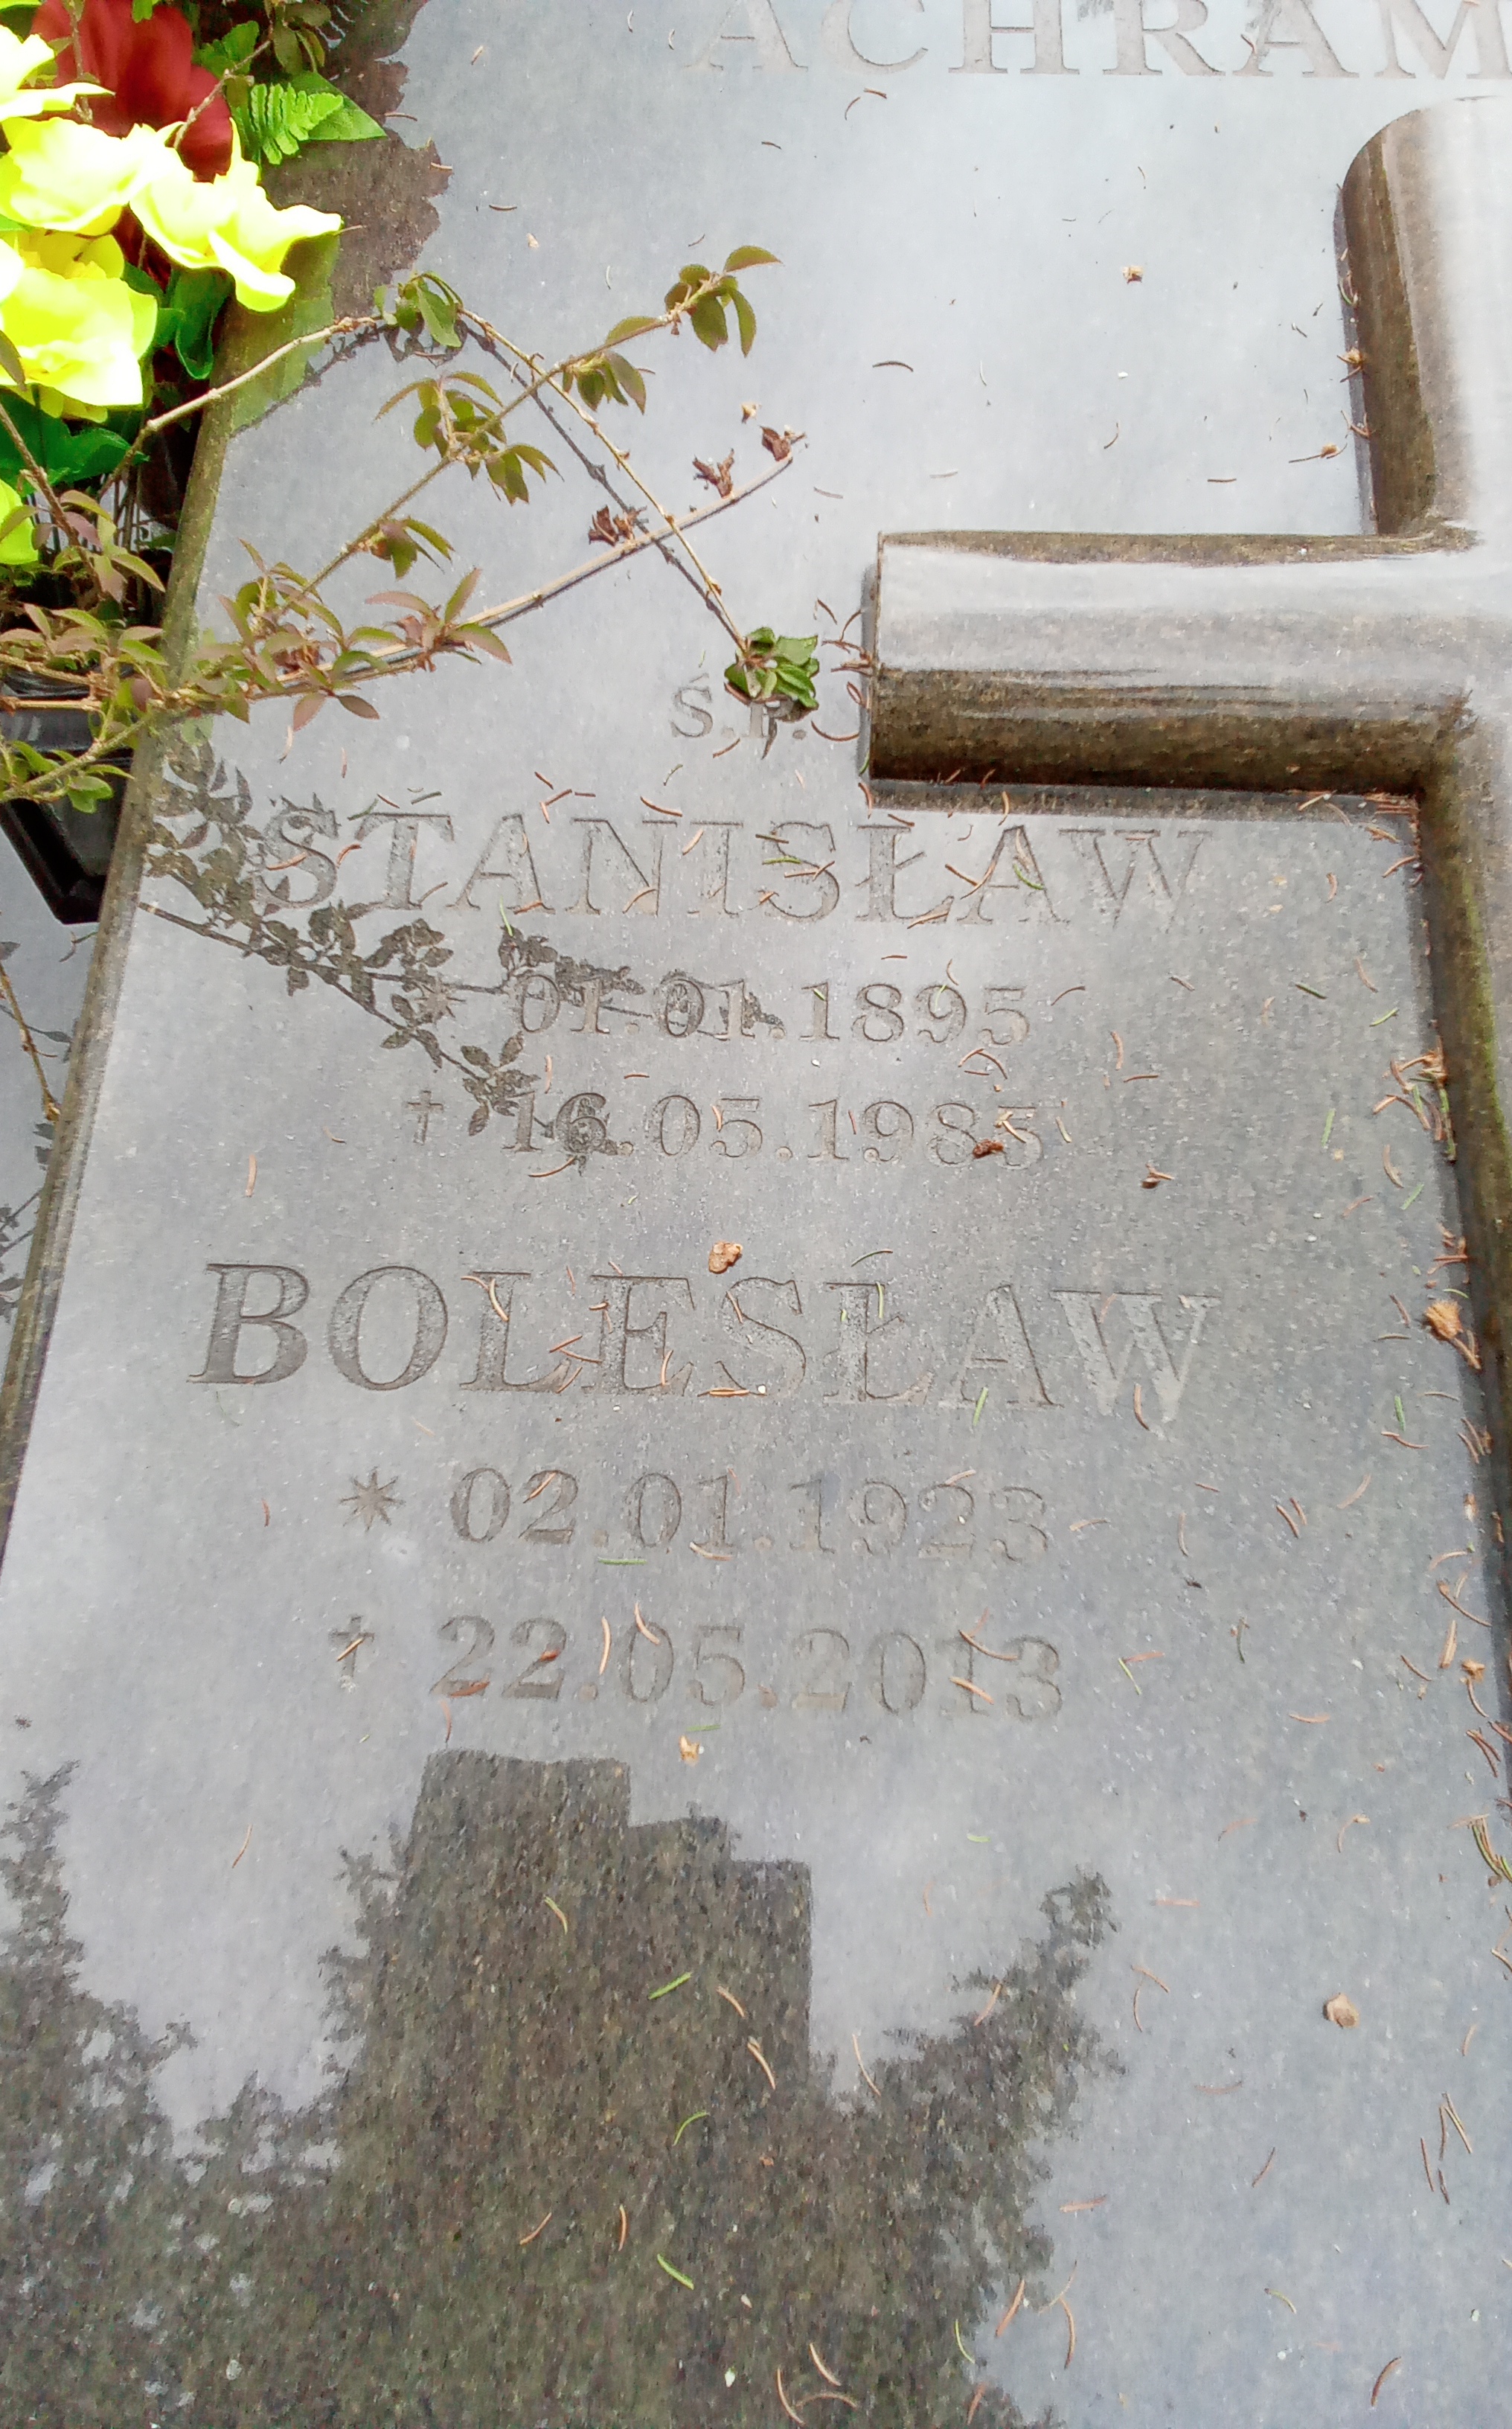 ACHRAM
Ś.P.
STANISŁAW
* 01.01.1895
† 16.05.1985
BOLESŁAW
* 02.01.1923
† 22.05.2013